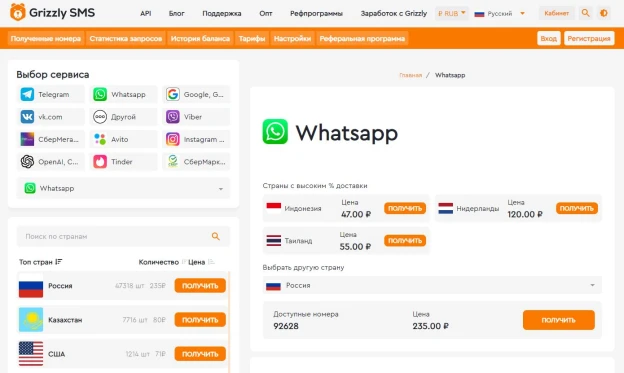 Grizzly SMS
API Блог Поддержка Опт Рефпрограммы Заработок с Grizzly ₽ RUB Русский Кабинет
Полученные номера Статистика запросов История баланса Тарифы Настройки Реферальная программа Вход Регистрация
Выбор сервиса
Telegram Whatsapp Google, G...
vk.com Другой Viber
СберМега... Avito Instagram ...
OpenAI, C... Tinder СберМарк...
Whatsapp
Поиск по странам
Топ стран Количество Цена
Россия 47318 шт 235₽ ПОЛУЧИТЬ
Казахстан 7716 шт 80₽ ПОЛУЧИТЬ
США 1214 шт 71₽ ПОЛУЧИТЬ
Главная / Whatsapp
Whatsapp
Страны с высоким % доставки
Индонезия Цена 47.00 ₽ ПОЛУЧИТЬ
Нидерланды Цена 120.00 ₽ ПОЛУЧИТЬ
Таиланд Цена 55.00 ₽ ПОЛУЧИТЬ
Выбрать другую страну
Россия
Доступные номера Цена
92628 235.00 ₽ ПОЛУЧИТЬ